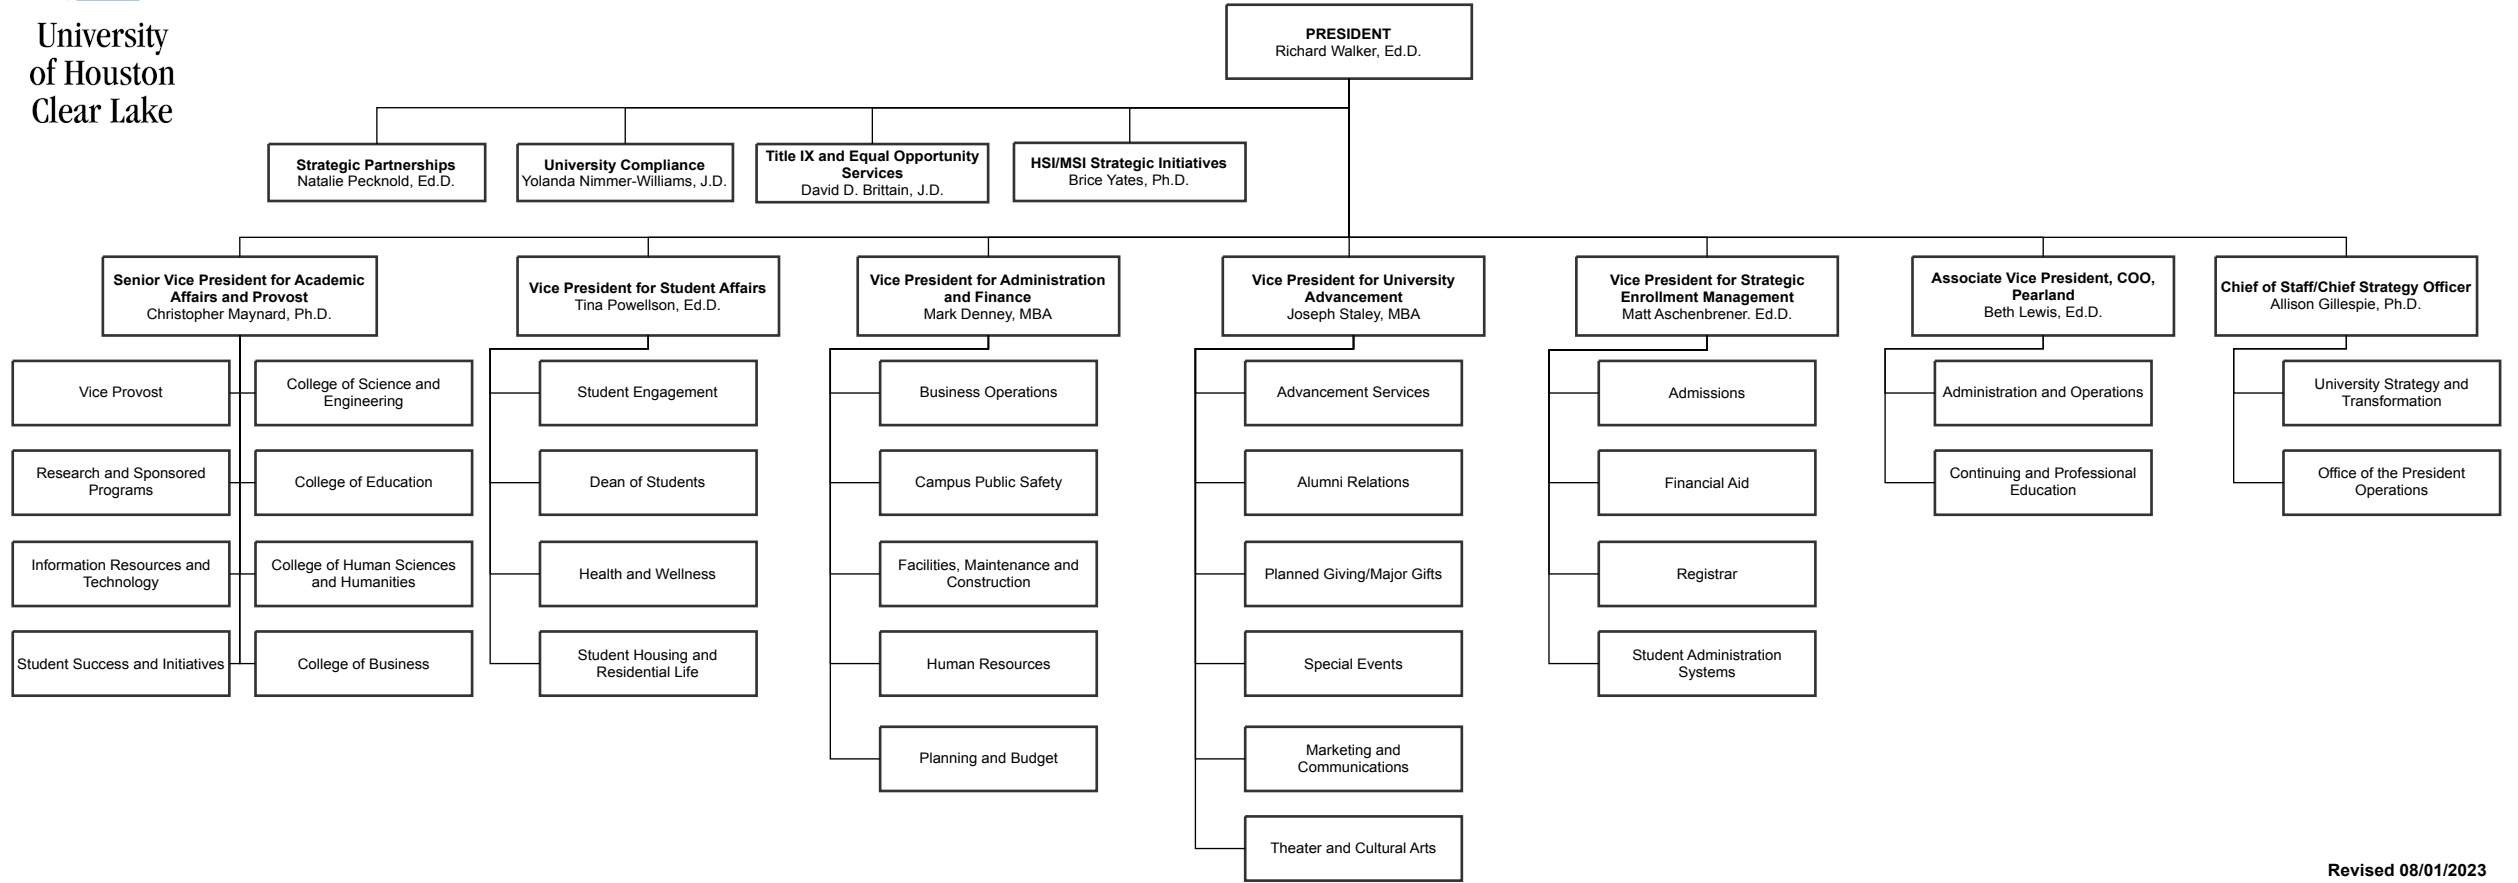 University
of Houston
Clear Lake
PRESIDENT
Richard Walker, Ed.D.
Strategic Partnerships
Natalie Pecknold, Ed.D.
University Compliance
Yolanda Nimmer-Williams, J.D.
Title IX and Equal Opportunity
Services
David D. Brittain, J.D.
HSI/MSI Strategic Initiatives
Brice Yates, Ph.D.
Senior Vice President for Academic
Affairs and Provost
Christopher Maynard, Ph.D.
Vice President for Student Affairs
Tina Powellson, Ed.D.
Vice President for Administration
and Finance
Mark Denney, MBA
Vice President for University
Advancement
Joseph Staley, MBA
Vice President for Strategic
Enrollment Management
Matt Aschenbrener. Ed.D.
Associate Vice President, COO,
Pearland
Beth Lewis, Ed.D.
Chief of Staff/Chief Strategy Officer
Allison Gillespie, Ph.D.
Vice Provost
College of Science and
Engineering
Student Engagement
Business Operations
Advancement Services
Admissions
Administration and Operations
University Strategy and
Transformation
Research and Sponsored
Programs
College of Education
Dean of Students
Campus Public Safety
Alumni Relations
Financial Aid
Continuing and Professional
Education
Office of the President
Operations
Information Resources and
Technology
College of Human Sciences
and Humanities
Health and Wellness
Facilities, Maintenance and
Construction
Planned Giving/Major Gifts
Registrar
Student Success and Initiatives
College of Business
Student Housing and
Residential Life
Human Resources
Special Events
Student Administration
Systems
Planning and Budget
Marketing and
Communications
Theater and Cultural Arts
Revised 08/01/2023